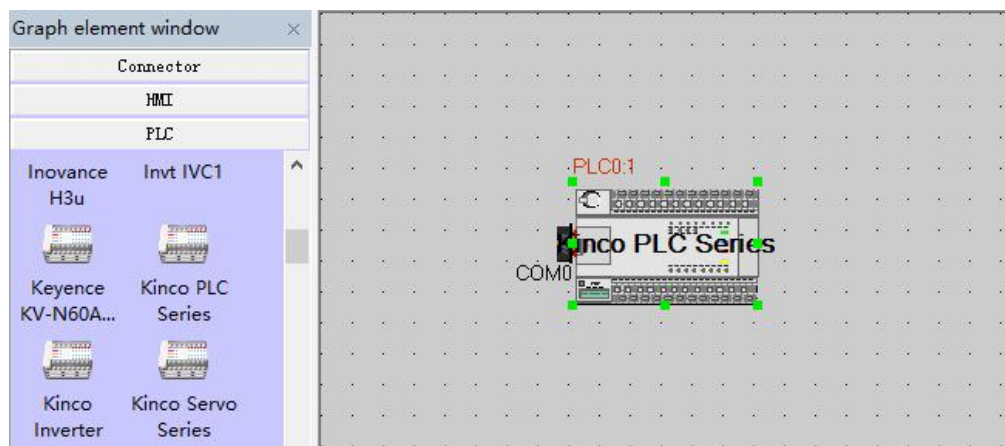 Graph element window
Connector
HMI
PLC
Inovance
H3u
Invt IVC1
Keyence
KV-N60A...
Kinco PLC
Series
Kinco
Inverter
Kinco Servo
Series
PLC0:1
Kinco PLC Series
COM0